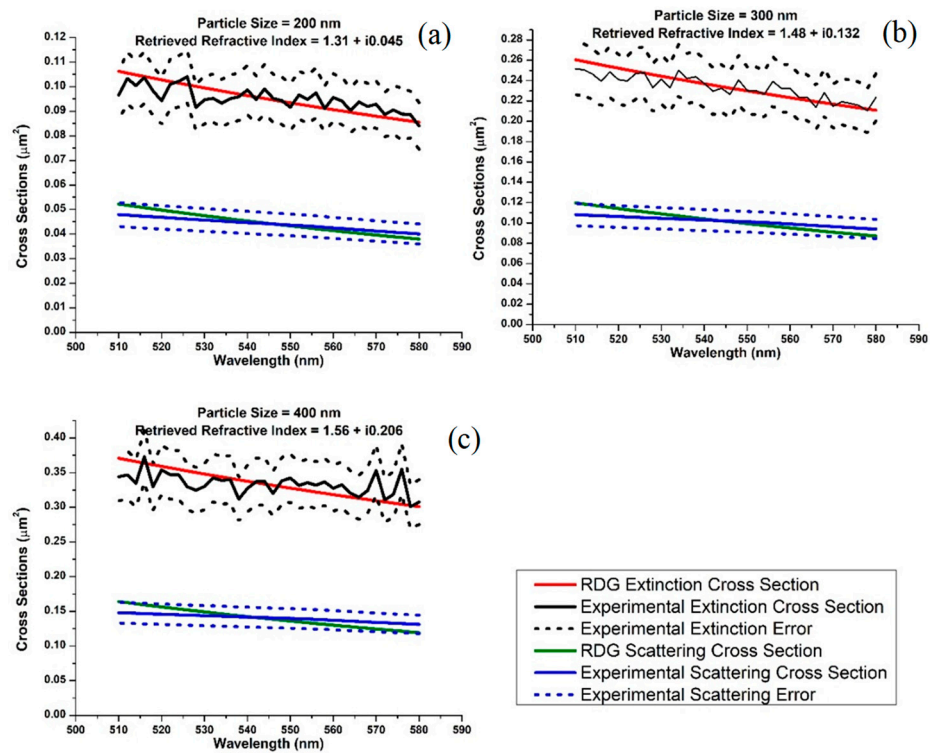 Particle Size = 200 nm
Retrieved Refractive Index = 1.31 + i0.045
(a)
0.12
0.11
0.10
0.09
0.08
0.07
0.06
0.05
0.04
0.03
0.02
0.01
0.00
Cross Sections (μm²)
500 510 520 530 540 550 560 570 580 590
Wavelength (nm)
Particle Size = 300 nm
Retrieved Refractive Index = 1.48 + i0.132
(b)
0.28
0.26
0.24
0.22
0.20
0.18
0.16
0.14
0.12
0.10
0.08
0.06
0.04
0.02
0.00
Cross Sections (μm²)
500 510 520 530 540 550 560 570 580 590
Wavelength (nm)
Particle Size = 400 nm
Retrieved Refractive Index = 1.56 + i0.206
(c)
0.40
0.35
0.30
0.25
0.20
0.15
0.10
0.05
0.00
Cross Sections (μm²)
500 510 520 530 540 550 560 570 580 590
Wavelength (nm)
RDG Extinction Cross Section
Experimental Extinction Cross Section
Experimental Extinction Error
RDG Scattering Cross Section
Experimental Scattering Cross Section
Experimental Scattering Error